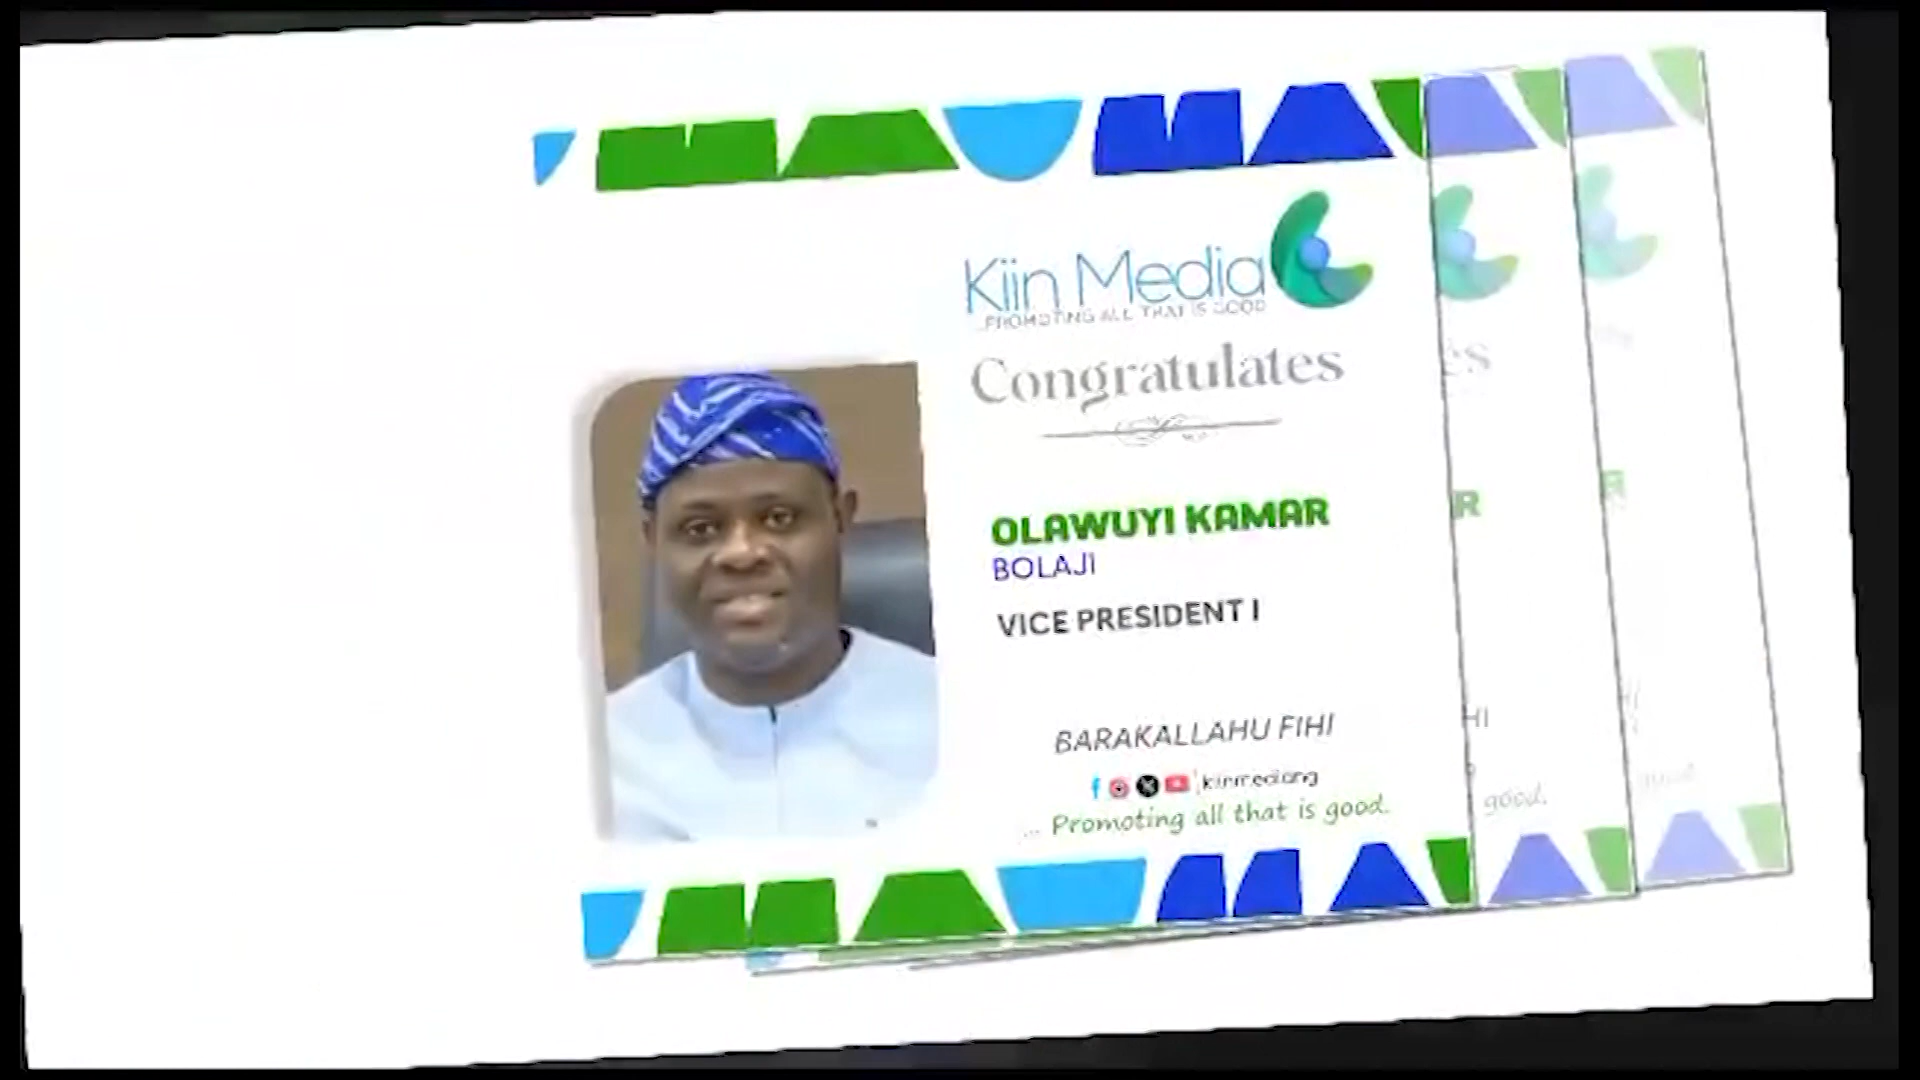 Kiin Media
...PROMOTING ALL THAT IS GOOD
Congratulates
OLAWUYI KAMAR
BOLAJI
VICE PRESIDENT I
BARAKALLAHU FIHI
... Promoting all that is good.